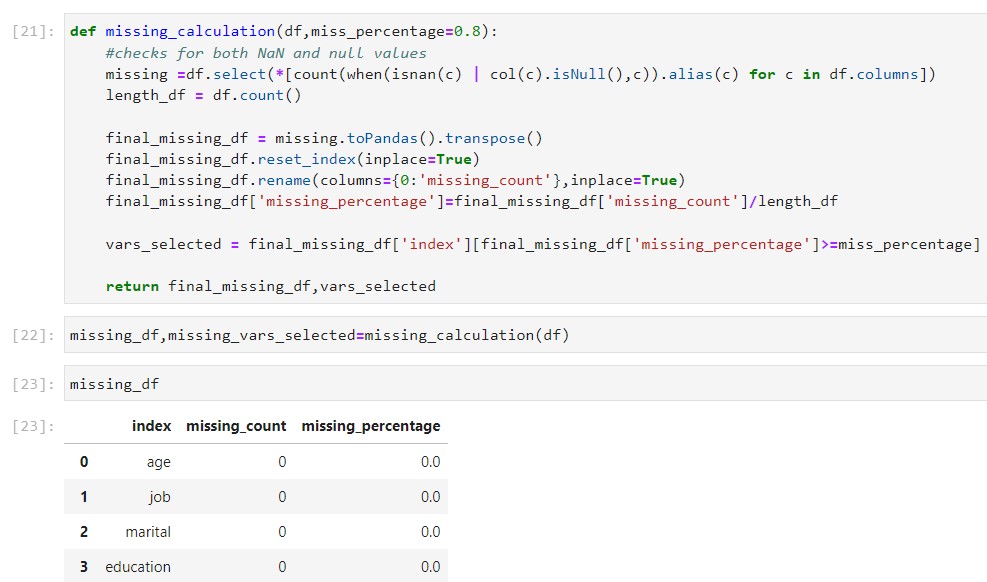 [21]: def missing_calculation(df,miss_percentage=0.8):
#checks for both NaN and null values
missing =df.select(*[count(when(isnan(c) | col(c).isNull(),c)).alias(c) for c in df.columns])
length_df = df.count()
final_missing_df = missing.toPandas().transpose()
final_missing_df.reset_index(inplace=True)
final_missing_df.rename(columns={0:'missing_count'},inplace=True)
final_missing_df['missing_percentage']=final_missing_df['missing_count']/length_df
vars_selected = final_missing_df['index'][final_missing_df['missing_percentage']>=miss_percentage]
return final_missing_df,vars_selected
[22]: missing_df,missing_vars_selected=missing_calculation(df)
[23]: missing_df
[23]: index missing_count missing_percentage
0 age 0 0.0
1 job 0 0.0
2 marital 0 0.0
3 education 0 0.0